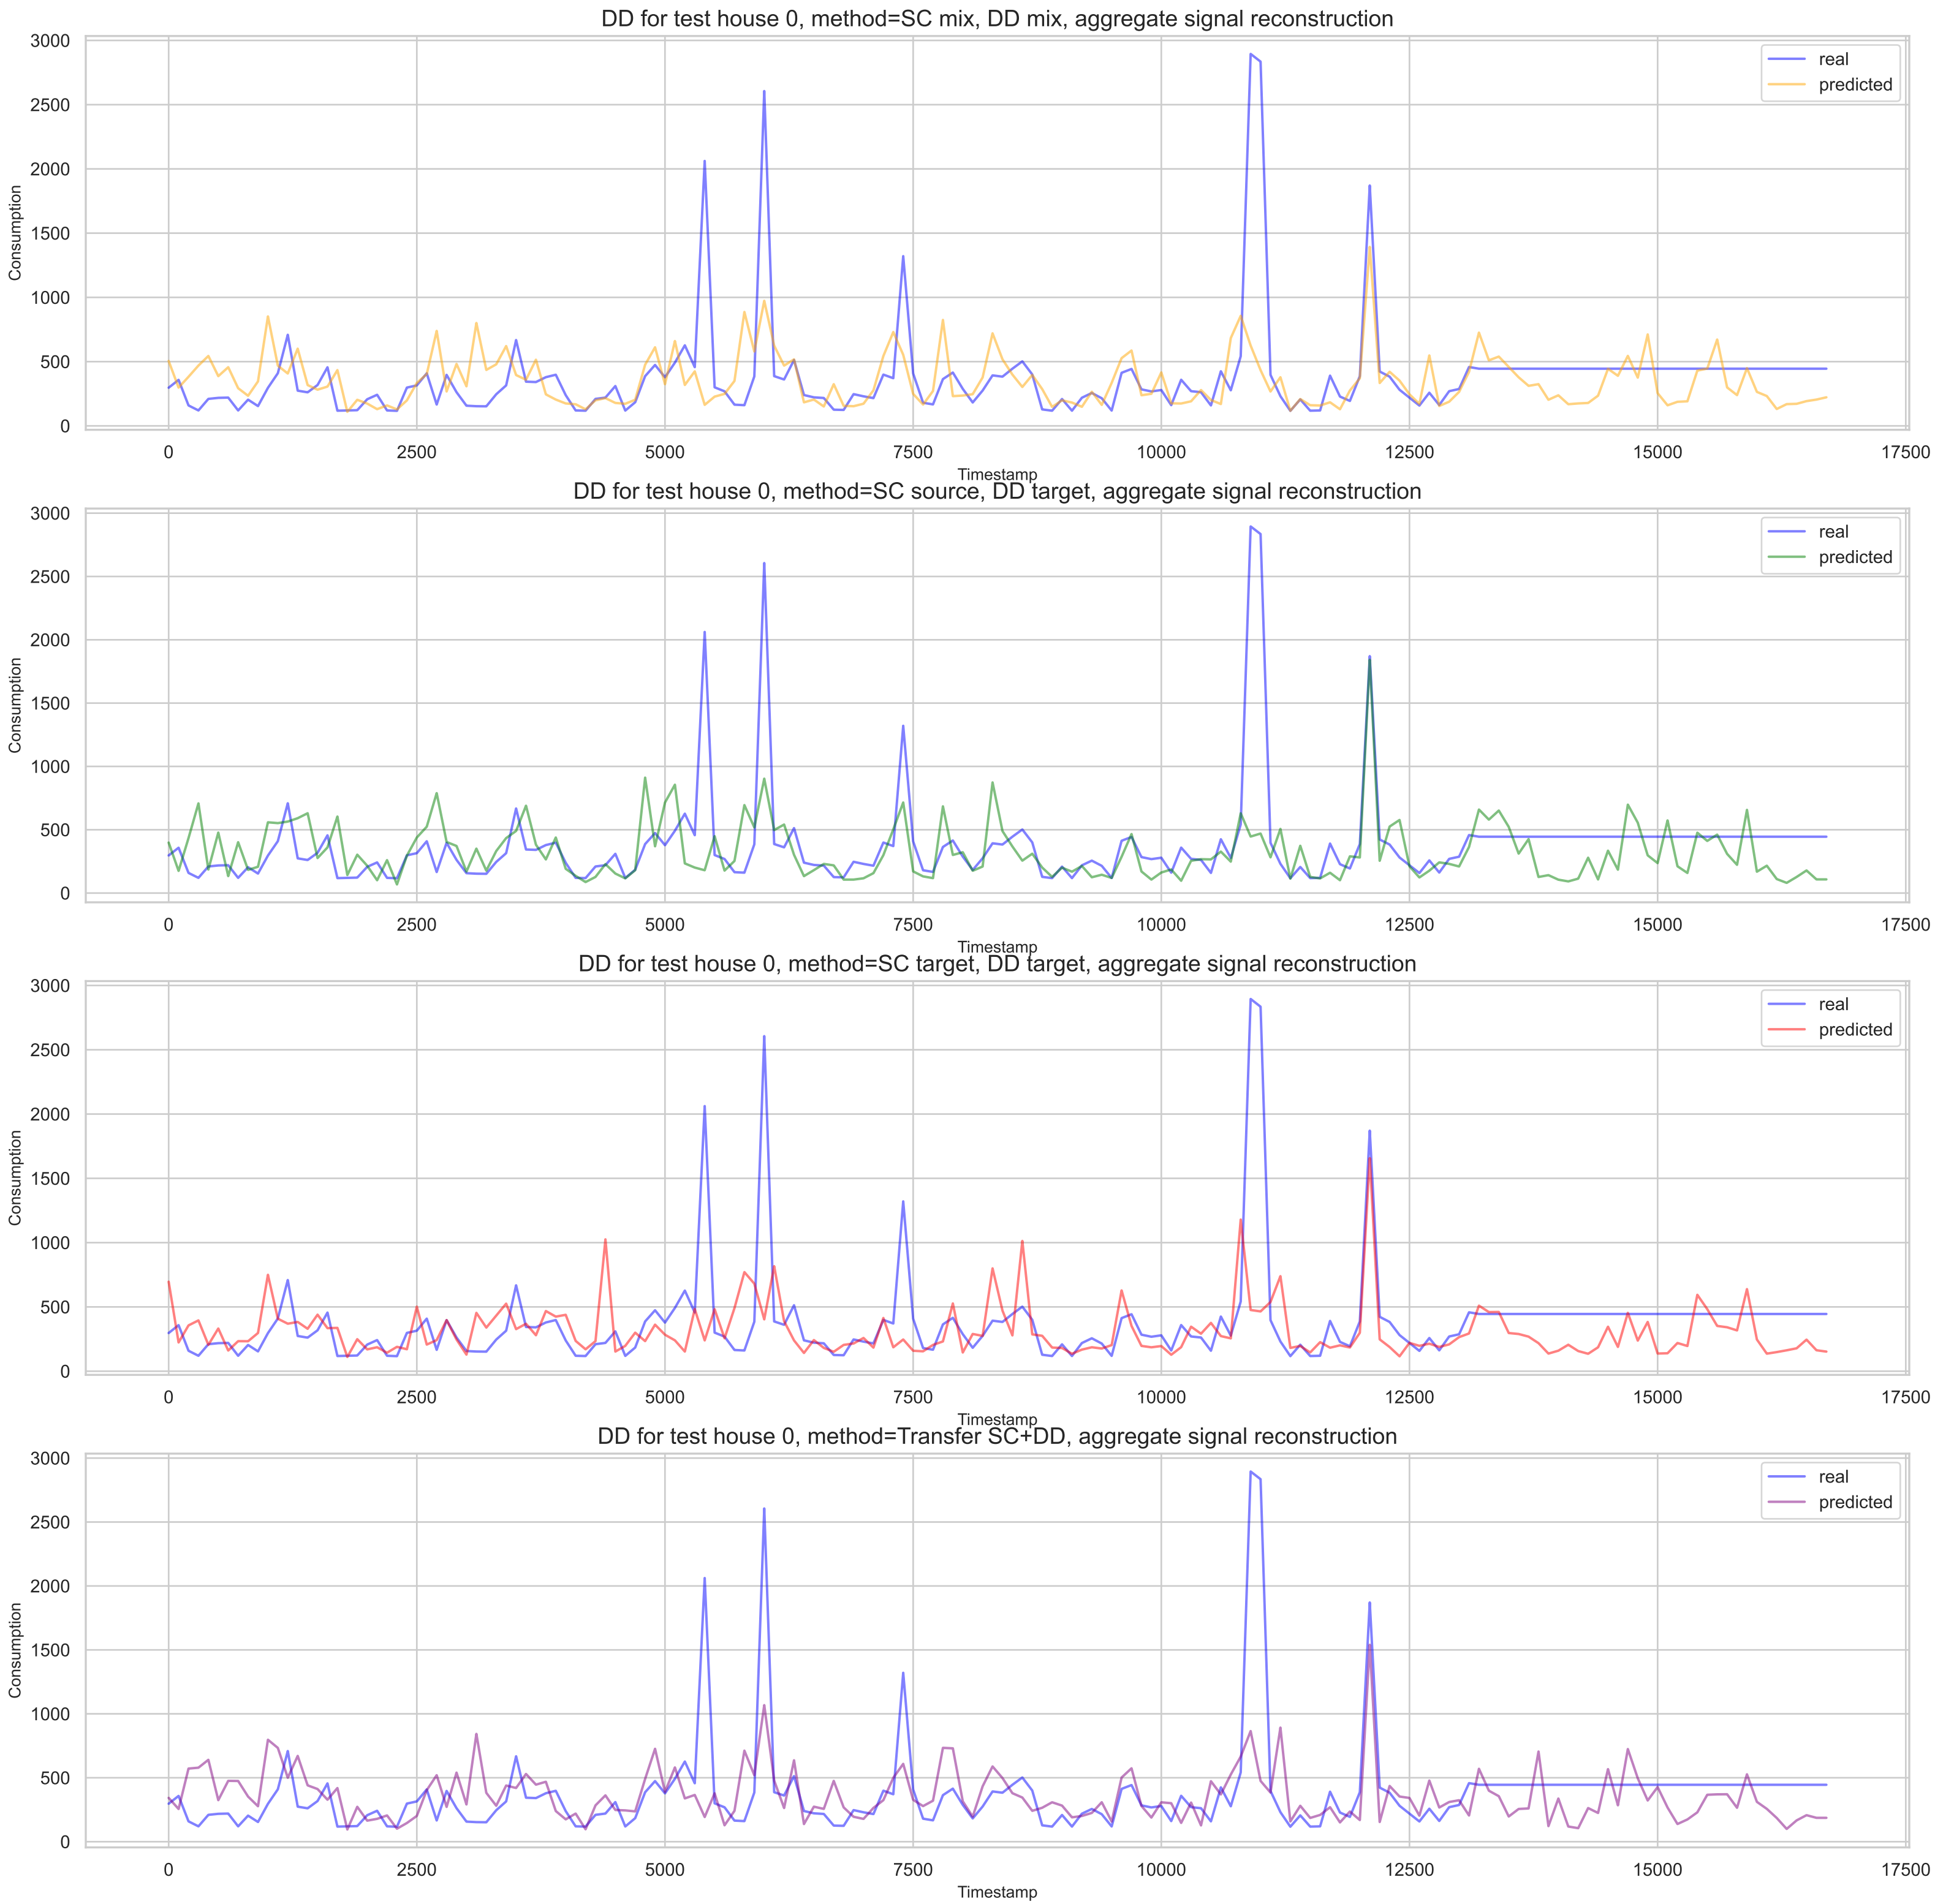 DD for test house 0, method=SC mix, DD mix, aggregate signal reconstruction
3000
2500
2000
1500
1000
500
0
Consumption
real
predicted
0 2500 5000 7500 10000 12500 15000 17500
Timestamp
DD for test house 0, method=SC source, DD target, aggregate signal reconstruction
3000
2500
2000
1500
1000
500
0
Consumption
real
predicted
0 2500 5000 7500 10000 12500 15000 17500
Timestamp
DD for test house 0, method=SC target, DD target, aggregate signal reconstruction
3000
2500
2000
1500
1000
500
0
Consumption
real
predicted
0 2500 5000 7500 10000 12500 15000 17500
Timestamp
DD for test house 0, method=Transfer SC+DD, aggregate signal reconstruction
3000
2500
2000
1500
1000
500
0
Consumption
real
predicted
0 2500 5000 7500 10000 12500 15000 17500
Timestamp